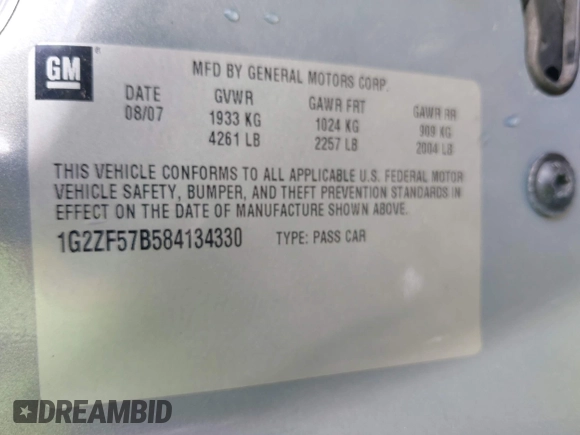 GM
MFD BY GENERAL MOTORS CORP.
DATE GVWR GAWR FRT GAWR RR
08/07 1933 KG 1024 KG 909 KG
4261 LB 2257 LB 2004 LB
THIS VEHICLE CONFORMS TO ALL APPLICABLE U.S. FEDERAL MOTOR
VEHICLE SAFETY, BUMPER, AND THEFT PREVENTION STANDARDS IN
EFFECT ON THE DATE OF MANUFACTURE SHOWN ABOVE.
1G2ZF57B584134330 TYPE: PASS CAR
DREAMBID